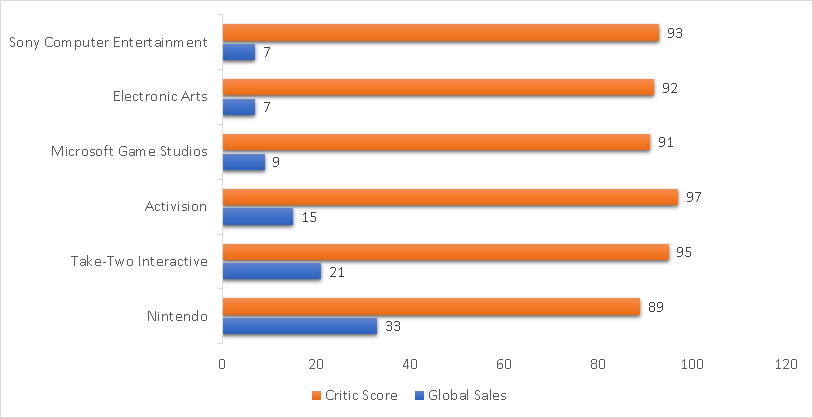 Sony Computer Entertainment
93
7
Electronic Arts
92
7
Microsoft Game Studios
91
9
Activision
97
15
Take-Two Interactive
95
21
Nintendo
89
33
0 20 40 60 80 100 120
Critic Score Global Sales